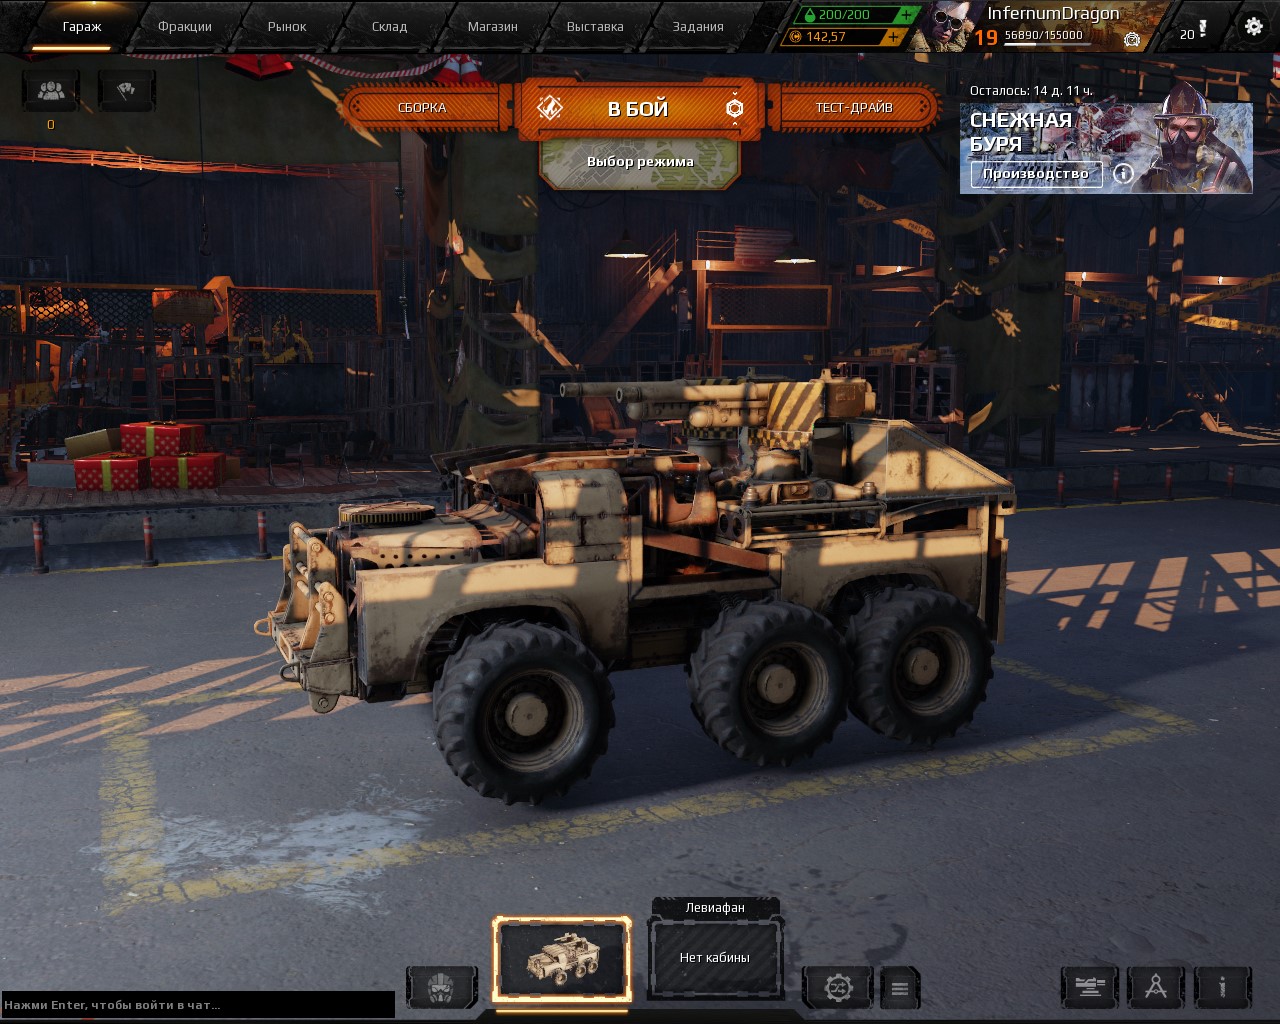 Гараж
Фракции
Рынок
Склад
Магазин
Выставка
Задания
200/200
142,57
InfernumDragon
19
56890/155000
20
0
СБОРКА
В БОЙ
ТЕСТ-ДРАЙВ
Выбор режима
Осталось: 14 д. 11 ч.
СНЕЖНАЯ
БУРЯ
Производство
Левиафан
Нет кабины
Нажми Enter, чтобы войти в чат...